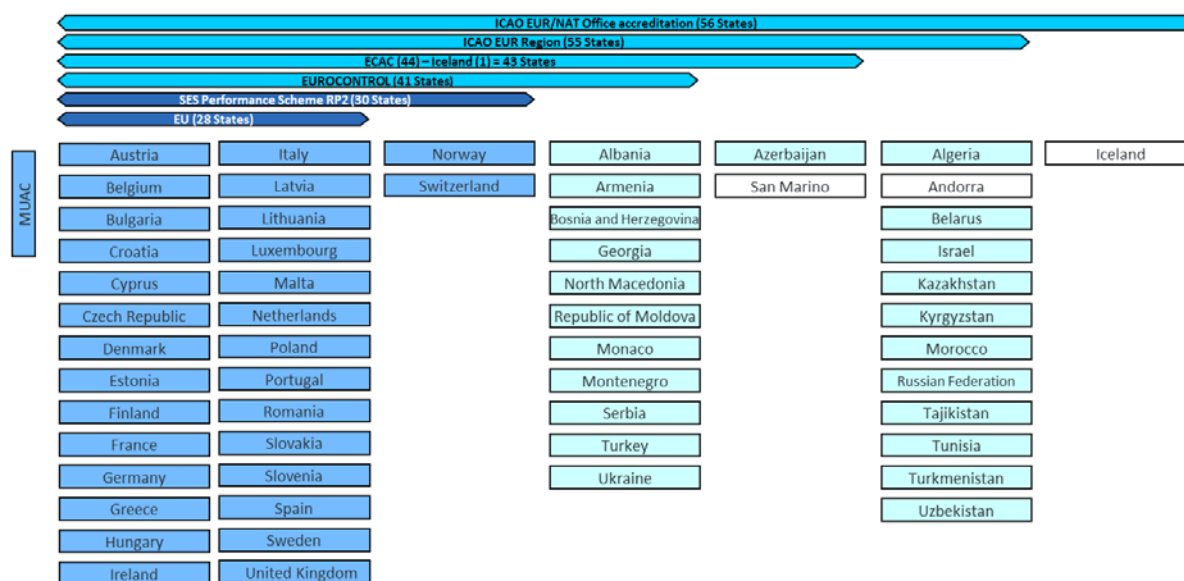 ICAO EUR/NAT Office accreditation (56 States)
ICAO EUR Region (55 States)
ECAC (44) – Iceland (1) = 43 States
EUROCONTROL (41 States)
SES Performance Scheme RP2 (30 States)
EU (28 States)
MUAC
Austria Italy Norway Albania Azerbaijan Algeria Iceland
Belgium Latvia Switzerland Armenia San Marino Andorra
Bulgaria Lithuania Bosnia and Herzegovina Belarus
Croatia Luxembourg Georgia Israel
Cyprus Malta North Macedonia Kazakhstan
Czech Republic Netherlands Republic of Moldova Kyrgyzstan
Denmark Poland Monaco Morocco
Estonia Portugal Montenegro Russian Federation
Finland Romania Serbia Tajikistan
France Slovakia Turkey Tunisia
Germany Slovenia Ukraine Turkmenistan
Greece Spain Uzbekistan
Hungary Sweden
Ireland United Kingdom